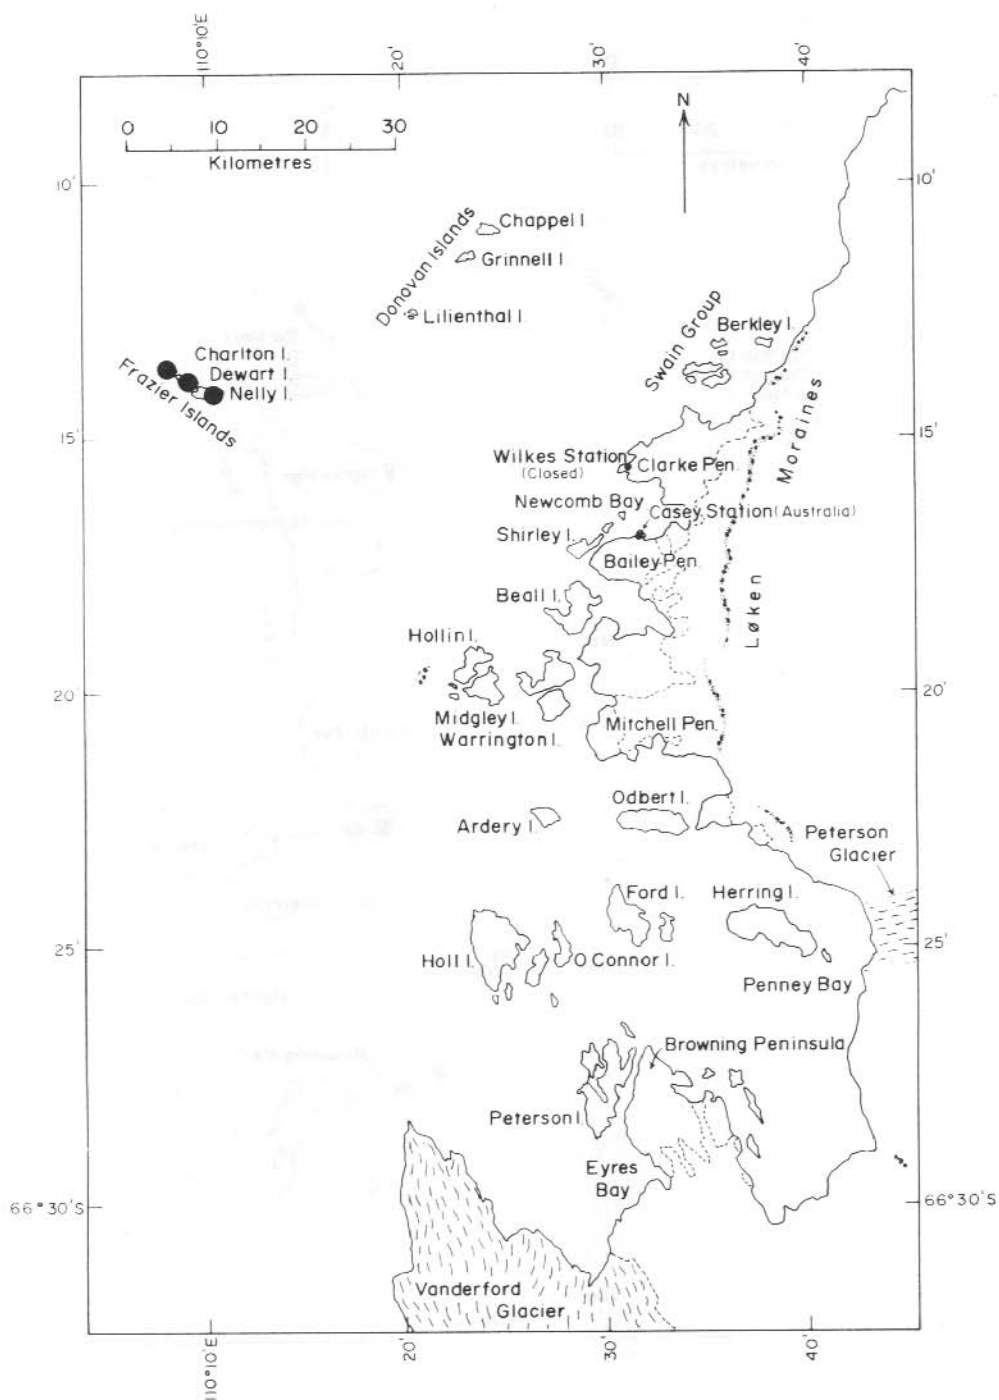 110°10'E
20'
30'
40'
N
0 10 20 30
Kilometres
10'
10'
Donovan Islands
Chappel I.
Grinnell I.
Lilienthal I.
Swain Group
Berkley I.
Charlton I.
Dewart I.
Nelly I.
Frazier Islands
Moraines
15'
15'
Wilkes Station
(Closed)
Clarke Pen.
Newcomb Bay
Casey Station (Australia)
Shirley I.
Bailey Pen.
Beall I.
Løken
Hollin I.
20'
20'
Midgley I.
Warrington I.
Mitchell Pen.
Odbert I.
Ardery I.
Peterson
Glacier
Ford I.
Herring I.
25'
25'
Holl I.
O Connor I.
Penney Bay
Browning Peninsula
Peterson I.
Eyres
Bay
66°30'S
66°30'S
Vanderford
Glacier
110°10'E
20'
30'
40'